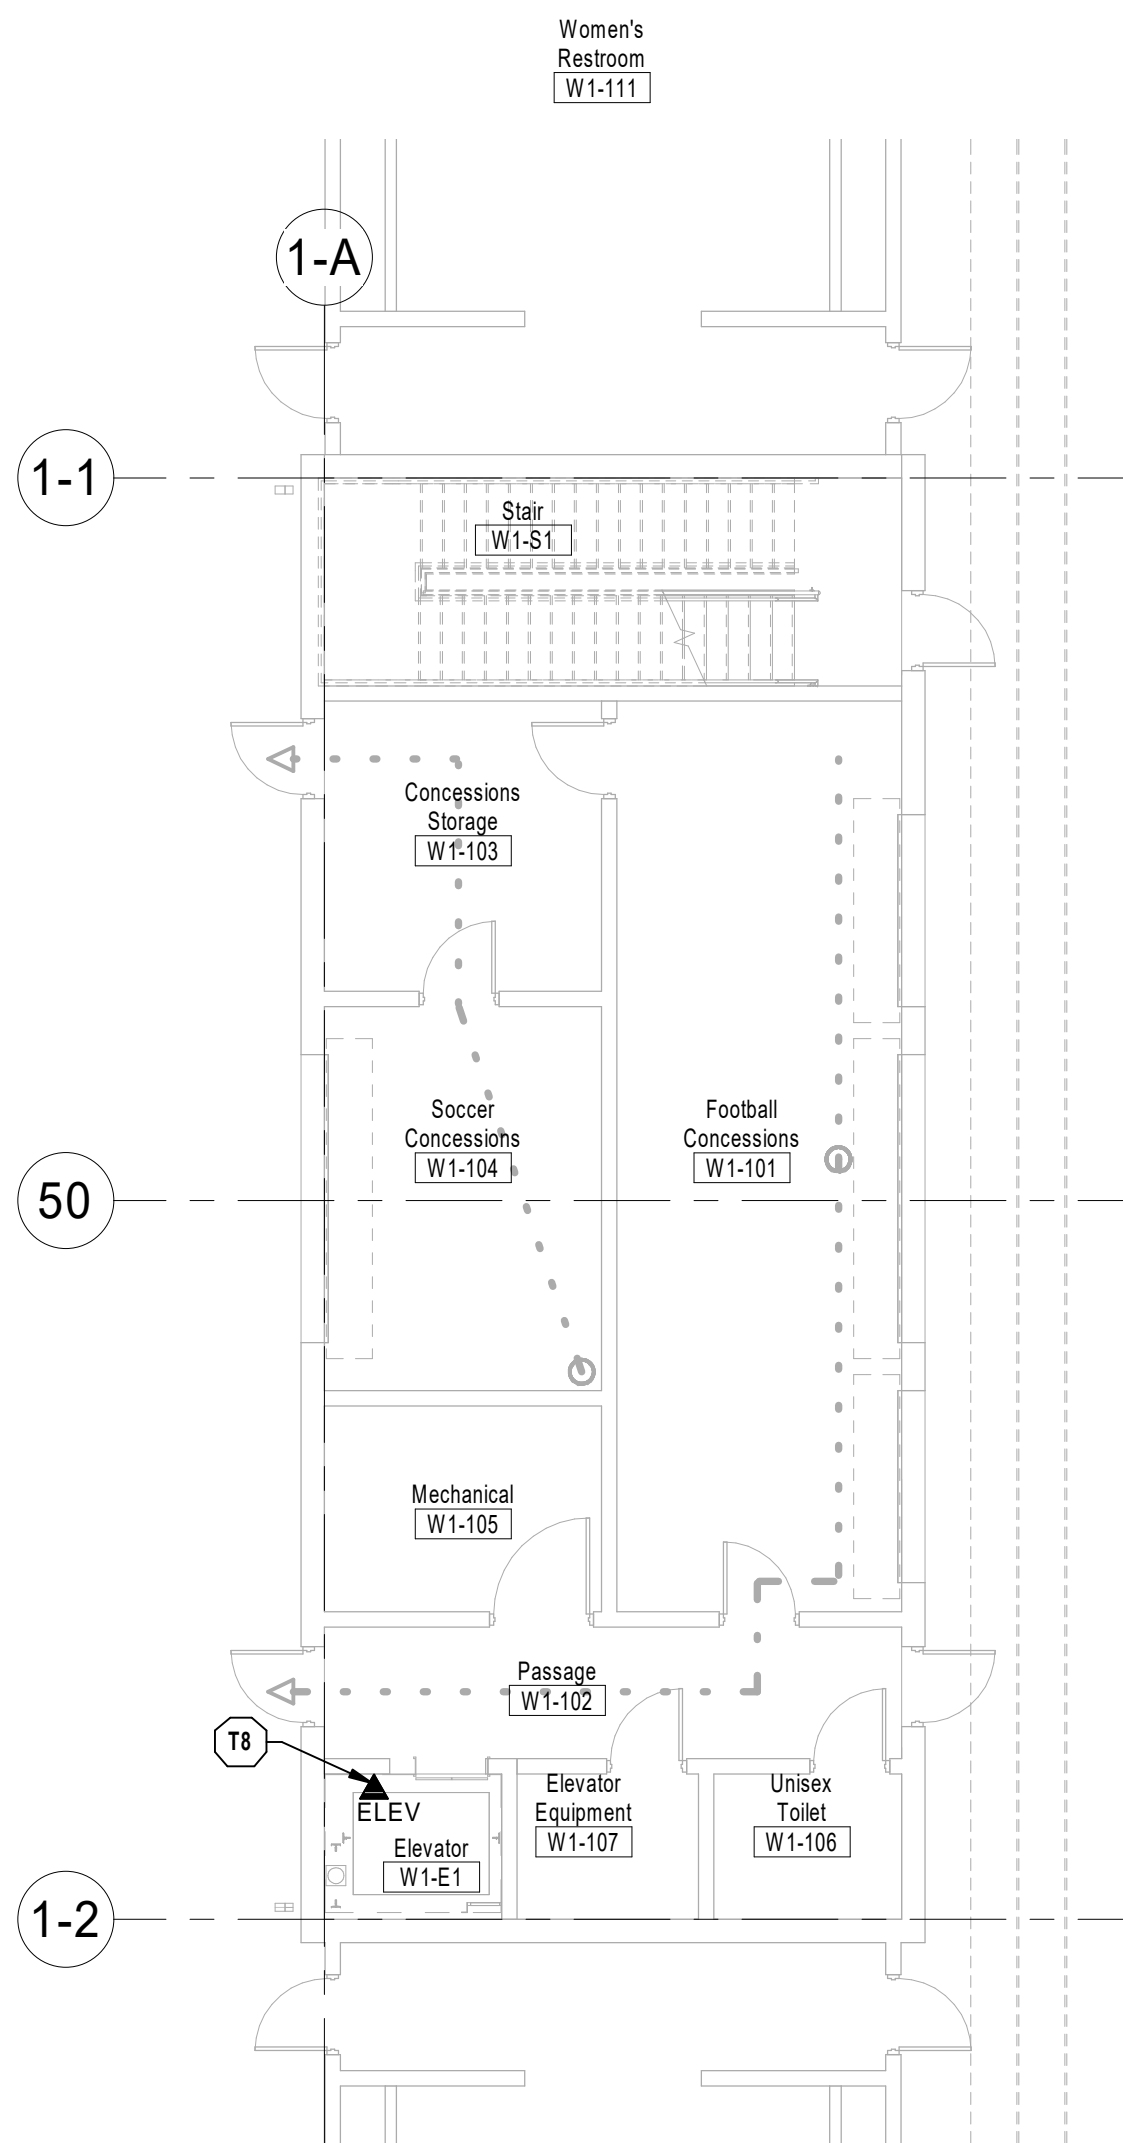 Women's
Restroom
W1-111
1-A
1-1
Stair
W1-S1
Concessions
Storage
W1-103
Soccer
Concessions
W1-104
Football
Concessions
W1-101
50
Mechanical
W1-105
Passage
W1-102
T8
ELEV
Elevator
W1-E1
Elevator
Equipment
W1-107
Unisex
Toilet
W1-106
1-2